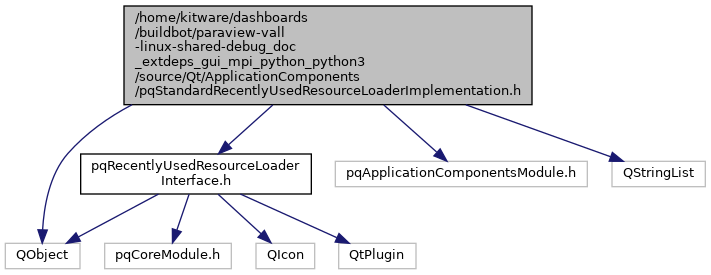 /home/kitware/dashboards
/buildbot/paraview-vall
-linux-shared-debug_doc
_extdeps_gui_mpi_python_python3
/source/Qt/ApplicationComponents
/pqStandardRecentlyUsedResourceLoaderImplementation.h
pqRecentlyUsedResourceLoader
Interface.h
pqApplicationComponentsModule.h
QStringList
QObject
pqCoreModule.h
QIcon
QtPlugin